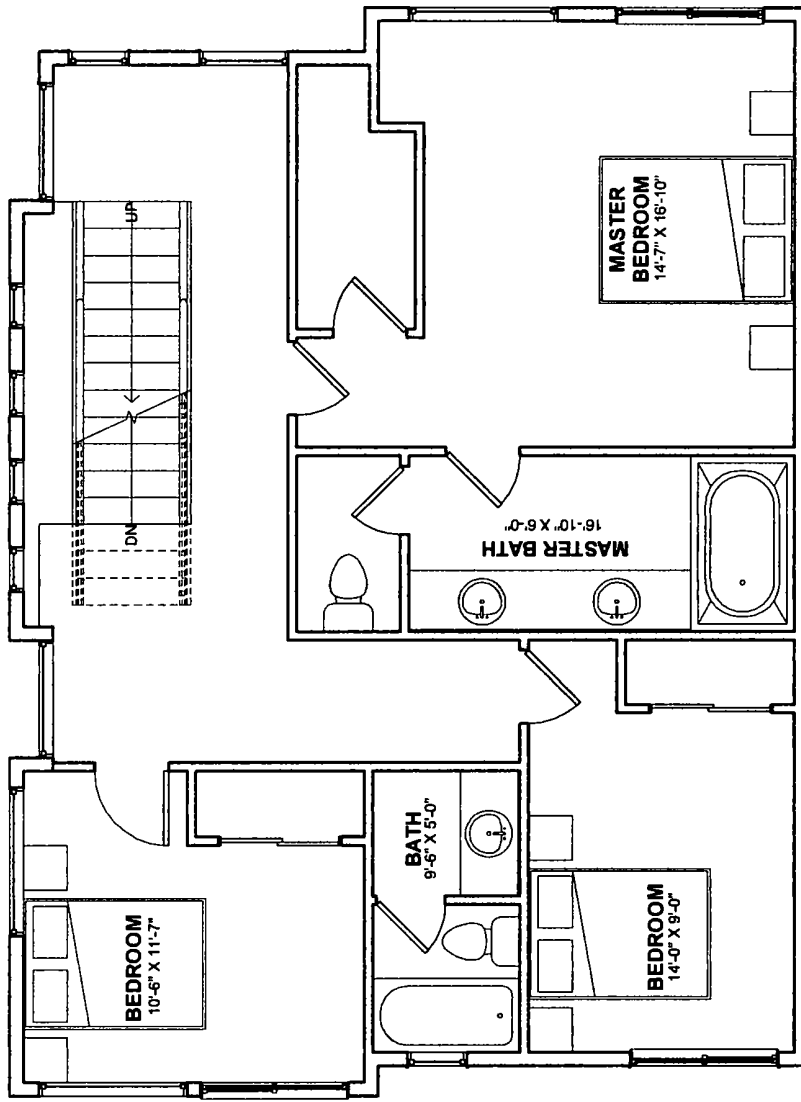 UP
DN
MASTER
BEDROOM
14'-7" X 16'-10"
MASTER BATH
16'-10" X 6'-0"
BATH
9'-6" X 5'-0"
BEDROOM
10'-6" X 11'-7"
BEDROOM
14'-0" X 9'-0"